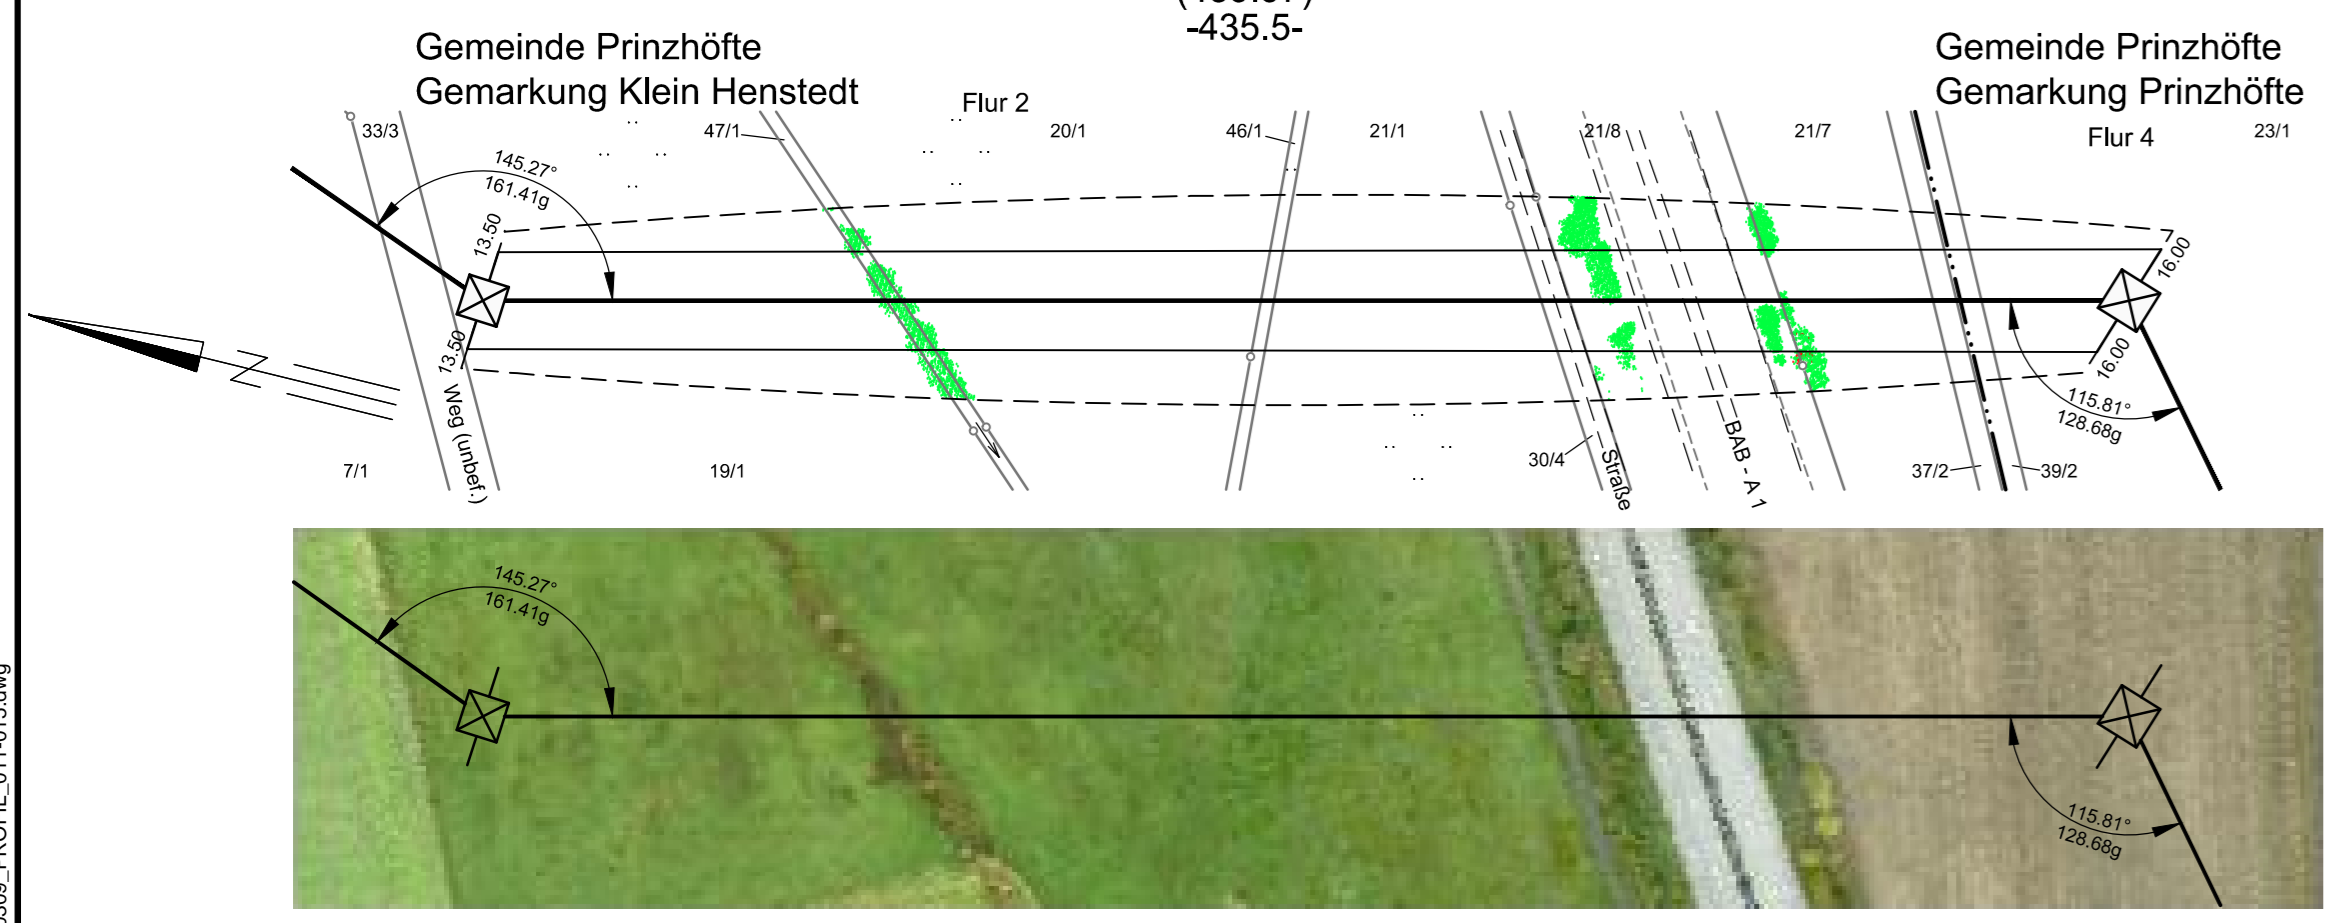 -435.5-
Gemeinde Prinzhöfte
Gemarkung Klein Henstedt
Flur 2
Gemeinde Prinzhöfte
Gemarkung Prinzhöfte
Flur 4
33/3
47/1
20/1
46/1
21/1
21/8
21/7
23/1
145.27°
161.41g
13.50
13.50
16.00
16.00
115.81°
128.68g
N
Weg (unbef.)
7/1
19/1
30/4
Straße
BAB - A 1
37/2
39/2
145.27°
161.41g
115.81°
128.68g